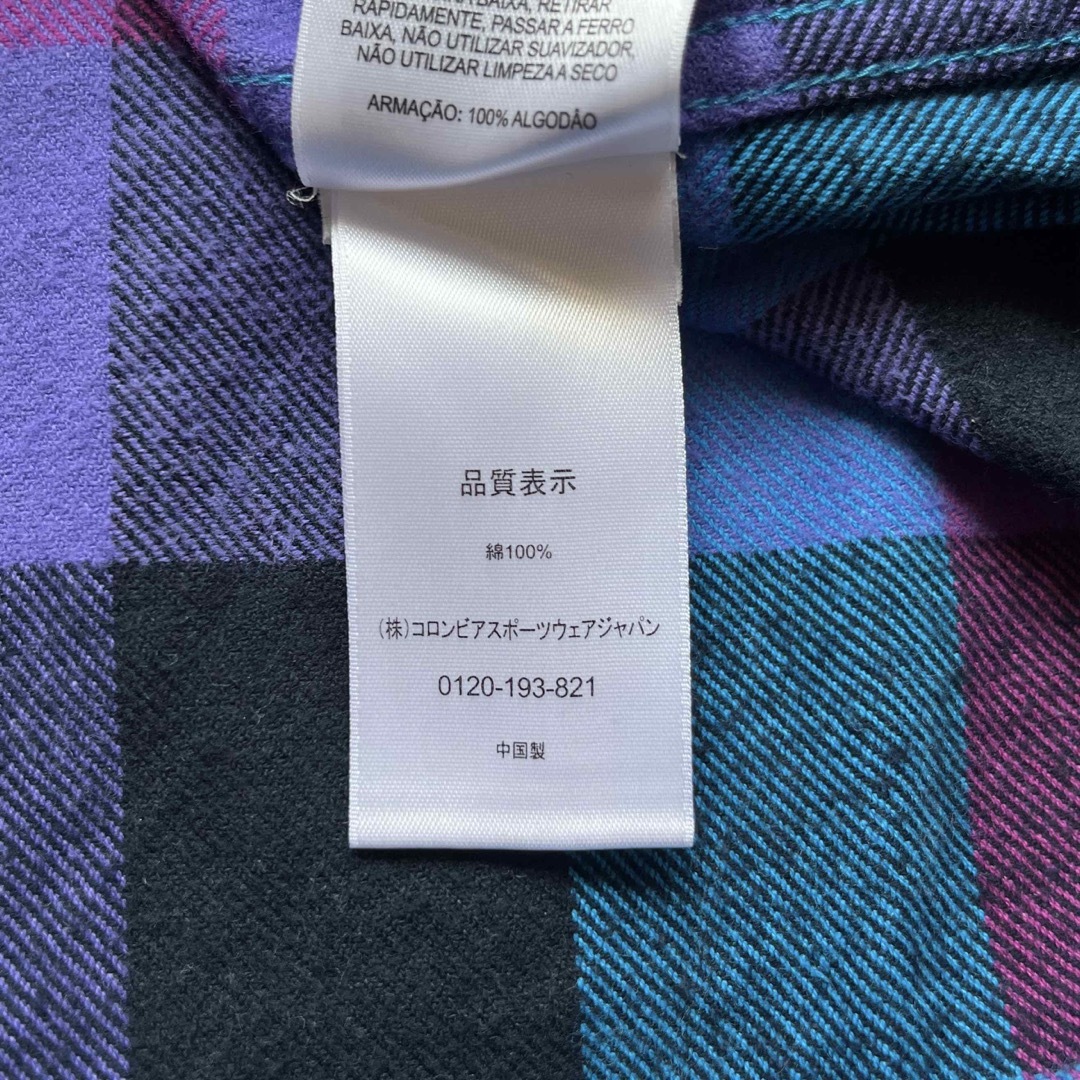 BAIXA, RETIRAR
RAPIDAMENTE, PASSAR A FERRO
BAIXA, NÃO UTILIZAR SUAVIZADOR,
NÃO UTILIZAR LIMPEZA A SECO
ARMAÇÃO: 100% ALGODÃO
品質表示
綿100%
(株)コロンビアスポーツウェアジャパン
0120-193-821
中国製